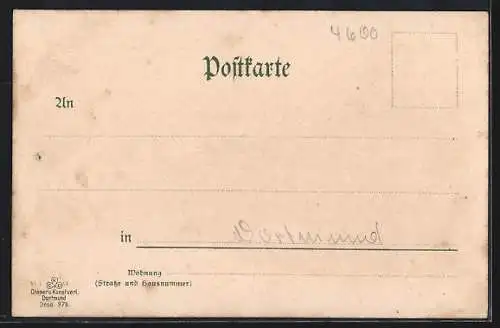 4600
Postkarte
An
in Dortmund
Wohnung
(Straße und Hausnummer)
Dortmund